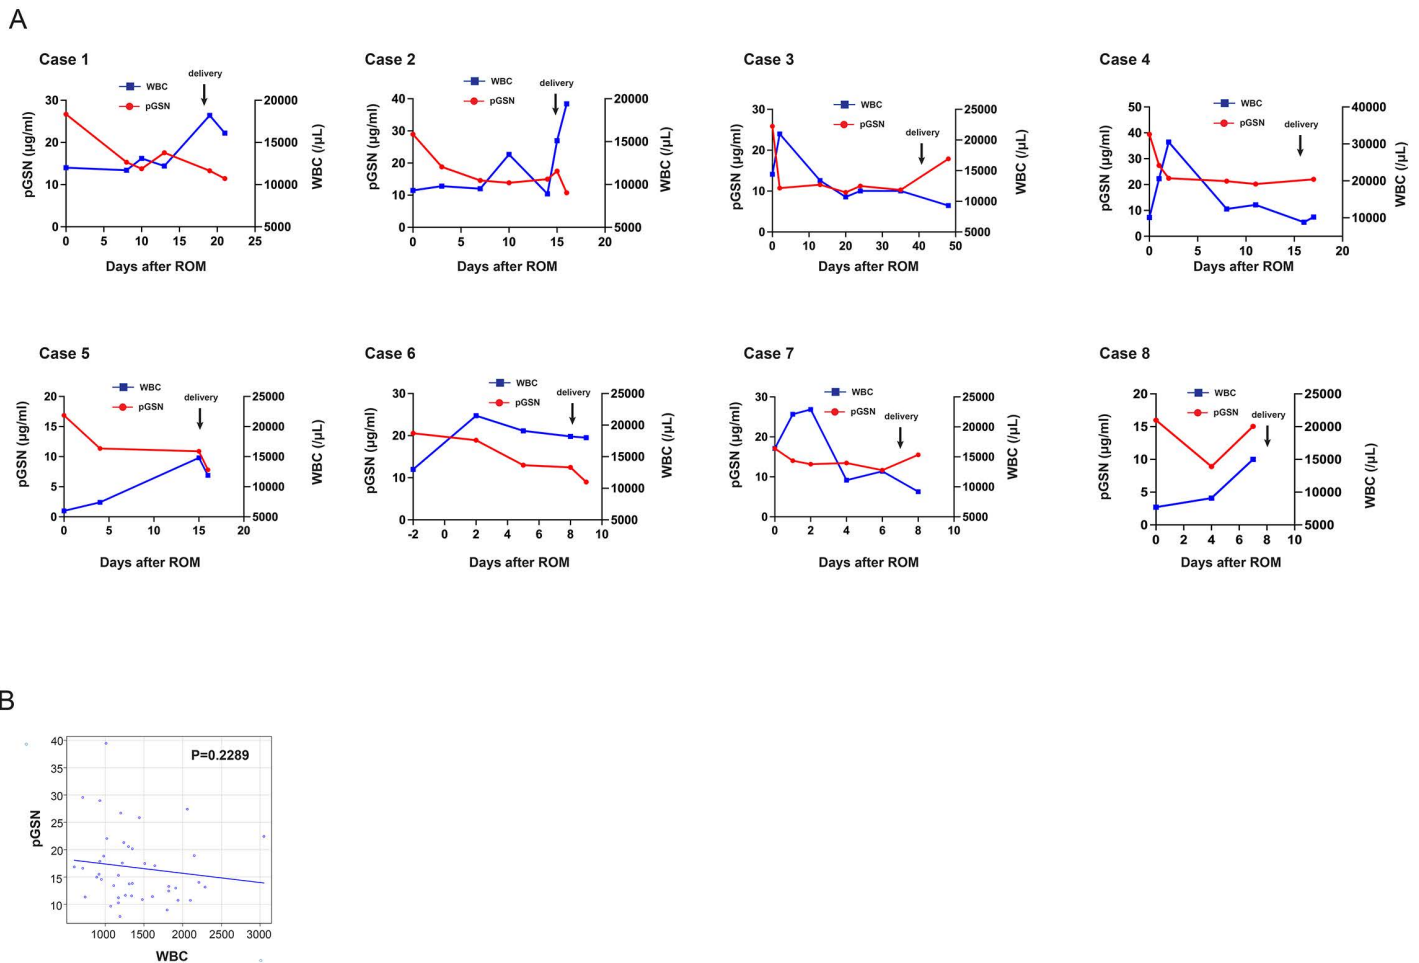 A
Case 1
WBC
pGSN
delivery
pGSN (µg/ml)
30
20
10
0
20000
15000
10000
5000
WBC (/µL)
0 5 10 15 20 25
Days after ROM
Case 2
WBC
pGSN
delivery
pGSN (µg/ml)
40
30
20
10
0
20000
15000
10000
5000
WBC (/µL)
0 5 10 15 20
Days after ROM
Case 3
WBC
pGSN
delivery
pGSN (µg/ml)
30
20
10
0
25000
20000
15000
10000
5000
WBC (/µL)
0 10 20 30 40 50
Days after ROM
Case 4
WBC
pGSN
delivery
pGSN (µg/ml)
50
40
30
20
10
0
40000
30000
20000
10000
WBC (/µL)
0 5 10 15 20
Days after ROM
Case 5
WBC
pGSN
delivery
pGSN (µg/ml)
20
15
10
5
0
25000
20000
15000
10000
5000
WBC (/µL)
0 5 10 15 20
Days after ROM
Case 6
WBC
pGSN
delivery
pGSN (µg/ml)
30
20
10
0
25000
20000
15000
10000
5000
WBC (/µL)
-2 0 2 4 6 8 10
Days after ROM
Case 7
WBC
pGSN
delivery
pGSN (µg/ml)
30
20
10
0
25000
20000
15000
10000
5000
WBC (/µL)
0 2 2 4 6 8 10
Days after ROM
Case 8
WBC
pGSN
delivery
pGSN (µg/ml)
20
15
10
5
0
25000
20000
15000
10000
5000
WBC (/µL)
0 2 4 6 8 10
Days after ROM
B
P=0.2289
pGSN
40
35
30
25
20
15
10
1000 1500 2000 2500 3000
WBC